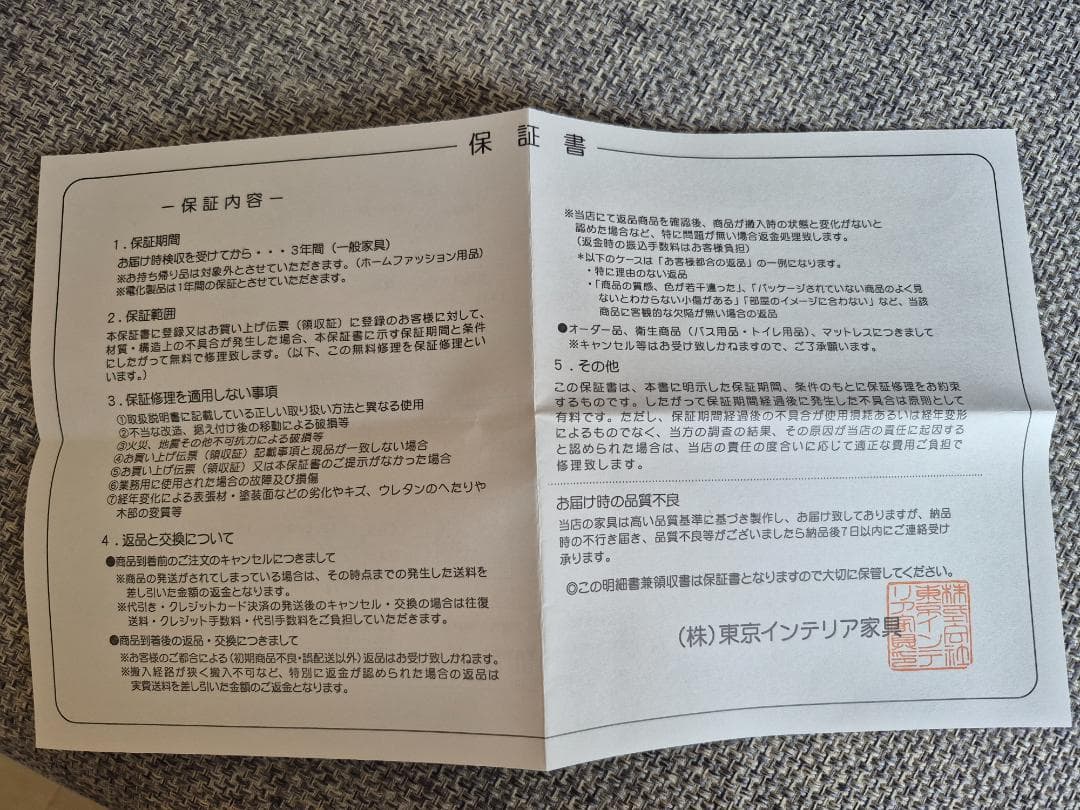 保証書
－保証内容－
1．保証期間
お届け時検収を受けてから・・・3年間（一般家具）
※お持ち帰り品は対象外とさせていただきます。（ホームファッション用品）
※電化製品は1年間の保証とさせていただきます。
2．保証範囲
本保証書に登録又はお買い上げ伝票（領収証）に登録のお客様に対して、
材質・構造上の不具合が発生した場合、本保証書に示す保証期間と条件
にしたがって無料で修理致します。（以下、この無料修理を保証修理とい
います。）
3．保証修理を適用しない事項
①取扱説明書に記載している正しい取り扱い方法と異なる使用
②不当な改造、据え付け後の移動による破損等
③火災、地震その他不可抗力による破損等
④お買い上げ伝票（領収証）記載事項と現品が一致しない場合
⑤お買い上げ伝票（領収証）又は本保証書のご提示がなかった場合
⑥業務用に使用された場合の故障及び損傷
⑦経年変化による表張材・塗装面などの劣化やキズ、ウレタンのへたりや
木部の変質等
4．返品と交換について
●商品到着前のご注文のキャンセルにつきまして
※商品の発送がされてしまっている場合は、その時点までの発生した送料を
差し引いた金額の返金となります。
※代引き・クレジットカード決済の発送後のキャンセル・交換の場合は往復
送料・クレジット手数料・代引手数料をご負担していただきます。
●商品到着後の返品・交換につきまして
※お客様のご都合による（初期商品不良・誤配送以外）返品はお受け致しかねます。
※搬入経路が狭く搬入不可など、特別に返金が認められた場合の返品は
実費送料を差し引いた金額のご返金となります。
※当店にて返品商品を確認後、商品が搬入時の状態と変化がないと
認めた場合など、特に問題が無い場合返金処理致します。
（返金時の振込手数料はお客様負担）
*以下のケースは「お客様都合の返品」の一例になります。
・特に理由のない返品
・「商品の質感、色が若干違った」、「パッケージされていない商品のよく見
ないとわからない小傷がある」「部屋のイメージに合わない」など、当該
商品に客観的な欠陥が無い場合の返品
●オーダー品、衛生商品（バス用品・トイレ用品）、マットレスにつきまして
※キャンセル等はお受け致しかねますので、ご了承願います。
5．その他
この保証書は、本書に明示した保証期間、条件のもとに保証修理をお約束
するものです。したがって保証期間経過後に発生した不具合は原則として
有料です。ただし、保証期間経過後の不具合が使用損耗あるいは経年変形
によるものでなく、当方の調査の結果、その原因が当店の責任に起因する
と認められた場合は、当店の責任の度合いに応じて適正な費用ご負担で
修理致します。
お届け時の品質不良
当店の家具は高い品質基準に基づき製作し、お届け致しておりますが、納品
時の不行き届き、品質不良等がございましたら納品後7日以内にご連絡受け
承ります。
◎この明細書兼領収書は保証書となりますので大切に保管してください。
（株）東京インテリア家具
株式会社
東京インテ
リア家具印